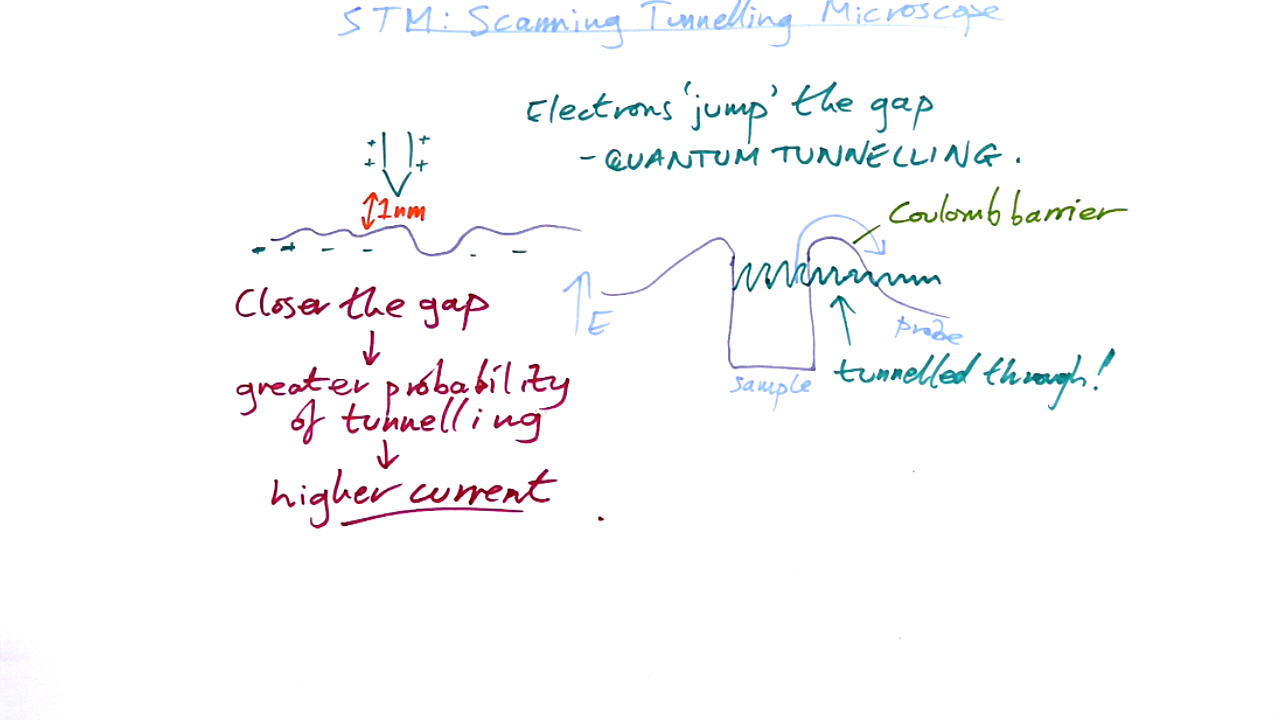 STM: Scanning Tunnelling Microscope
Electrons 'jump' the gap
- QUANTUM TUNNELLING.
+ +
+ +
1nm
Coulomb barrier
- - - - -
E
Closer the gap
↓
greater probability
of tunnelling
↓
higher current
probe
sample
tunnelled through!